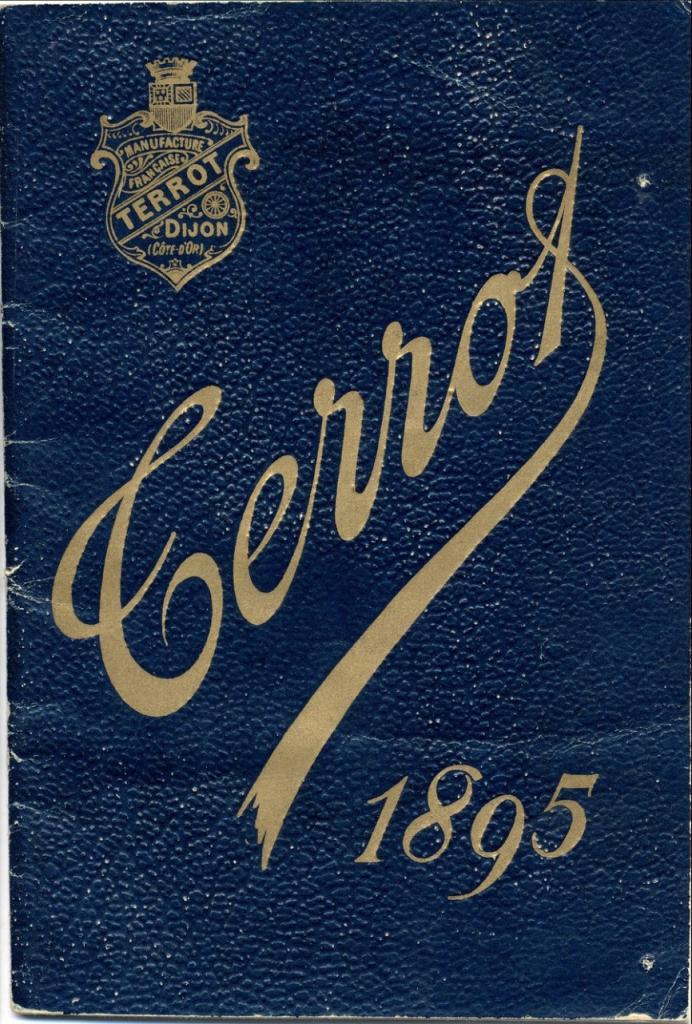 MANUFACTURE
FRANÇAISE
TERROT
DIJON
(CÔTE-D'OR)
Terrot
1895